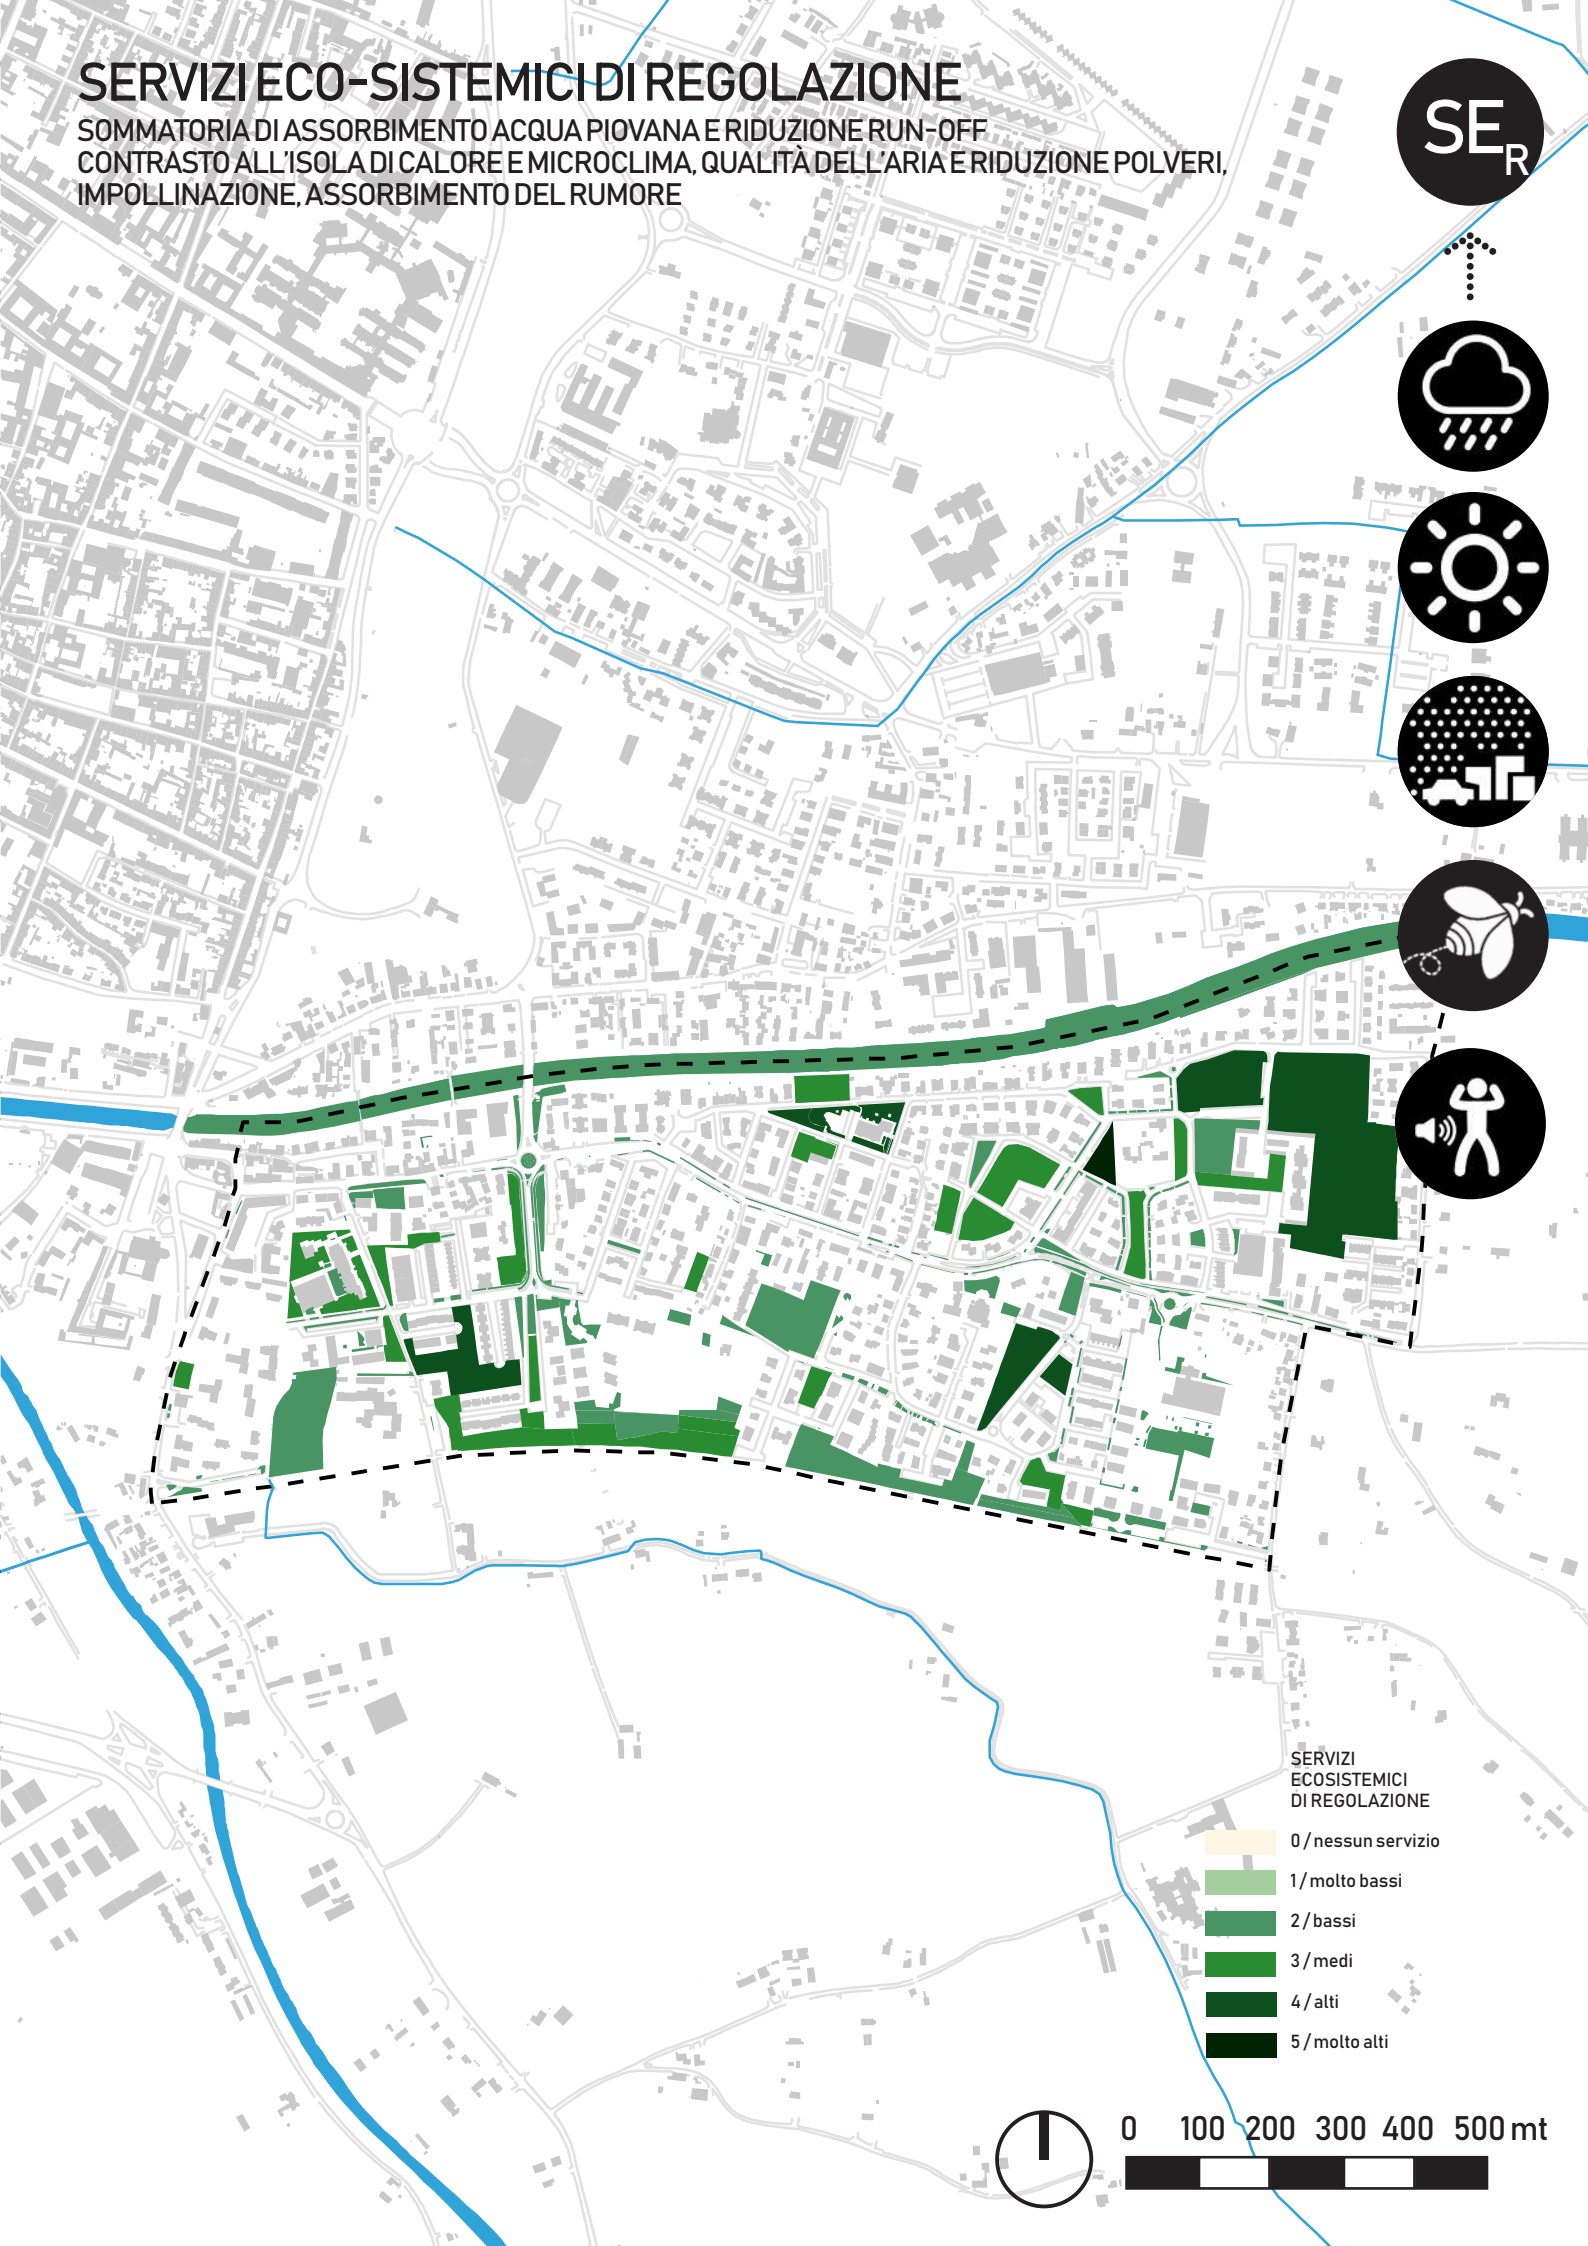 SERVIZI ECO-SISTEMICI DI REGOLAZIONE
SOMMATORIA DI ASSORBIMENTO ACQUA PIOVANA E RIDUZIONE RUN-OFF
CONTRASTO ALL'ISOLA DI CALORE E MICROCLIMA, QUALITÀ DELL'ARIA E RIDUZIONE POLVERI,
IMPOLLINAZIONE, ASSORBIMENTO DEL RUMORE
SER
SERVIZI
ECOSISTEMICI
DI REGOLAZIONE
0 / nessun servizio
1 / molto bassi
2 / bassi
3 / medi
4 / alti
5 / molto alti
0 100 200 300 400 500 mt